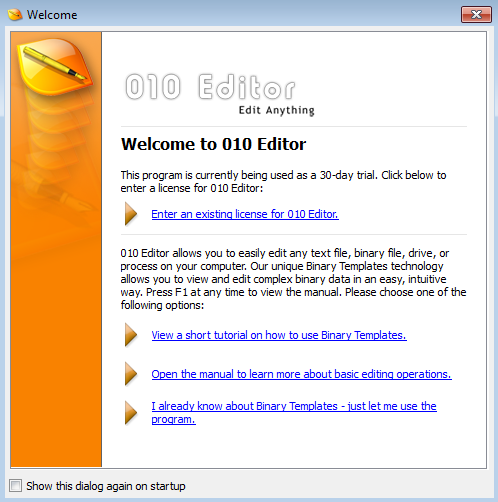 Welcome
010 Editor
Edit Anything
Welcome to 010 Editor
This program is currently being used as a 30-day trial. Click below to
enter a license for 010 Editor:
Enter an existing license for 010 Editor.
010 Editor allows you to easily edit any text file, binary file, drive, or
process on your computer. Our unique Binary Templates technology
allows you to view and edit complex binary data in an easy, intuitive
way. Press F1 at any time to view the manual. Please choose one of the
following options:
View a short tutorial on how to use Binary Templates.
Open the manual to learn more about basic editing operations.
I already know about Binary Templates - just let me use the
program.
Show this dialog again on startup